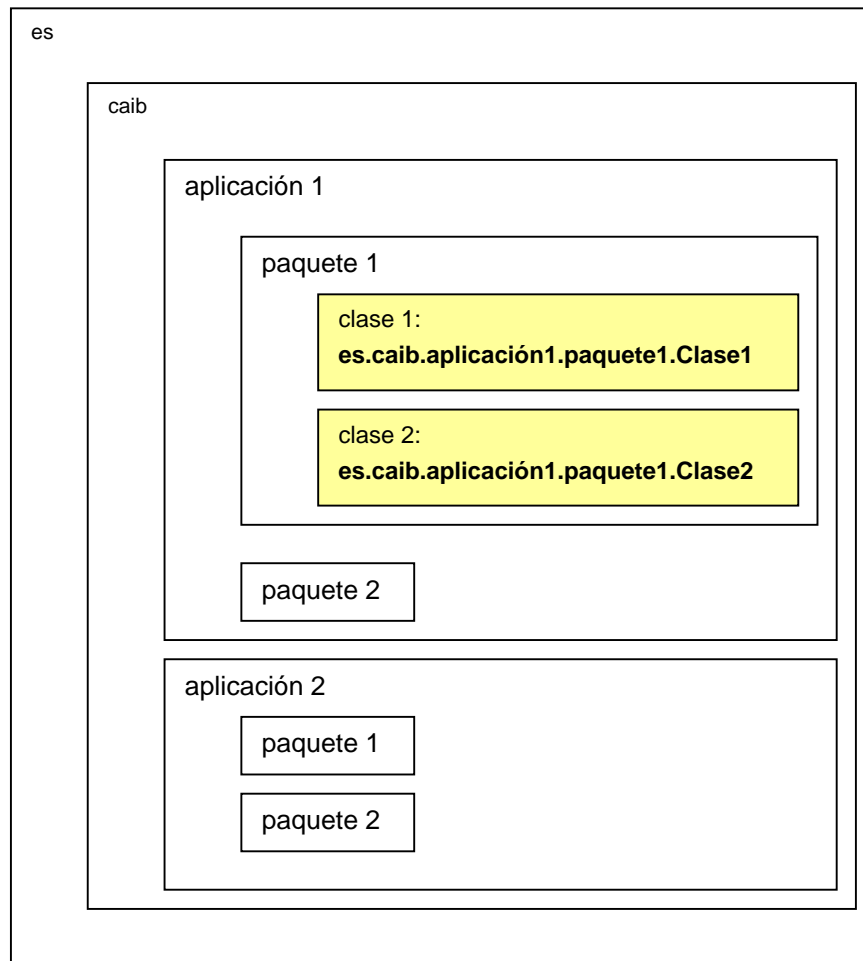 es
caib
aplicación 1
paquete 1
clase 1:
es.caib.aplicación1.paquete1.Clase1
clase 2:
es.caib.aplicación1.paquete1.Clase2
paquete 2
aplicación 2
paquete 1
paquete 2